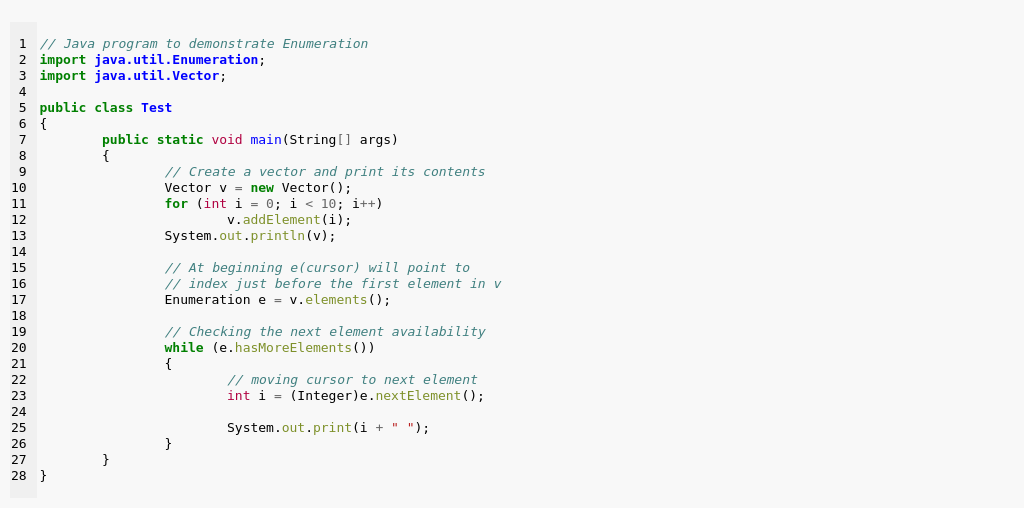 1 // Java program to demonstrate Enumeration
2 import java.util.Enumeration;
3 import java.util.Vector;
4
5 public class Test
6 {
7         public static void main(String[] args)
8         {
9                 // Create a vector and print its contents
10                 Vector v = new Vector();
11                 for (int i = 0; i < 10; i++)
12                         v.addElement(i);
13                 System.out.println(v);
14
15                 // At beginning e(cursor) will point to
16                 // index just before the first element in v
17                 Enumeration e = v.elements();
18
19                 // Checking the next element availability
20                 while (e.hasMoreElements())
21                 {
22                         // moving cursor to next element
23                         int i = (Integer)e.nextElement();
24
25                         System.out.print(i + " ");
26                 }
27         }
28 }